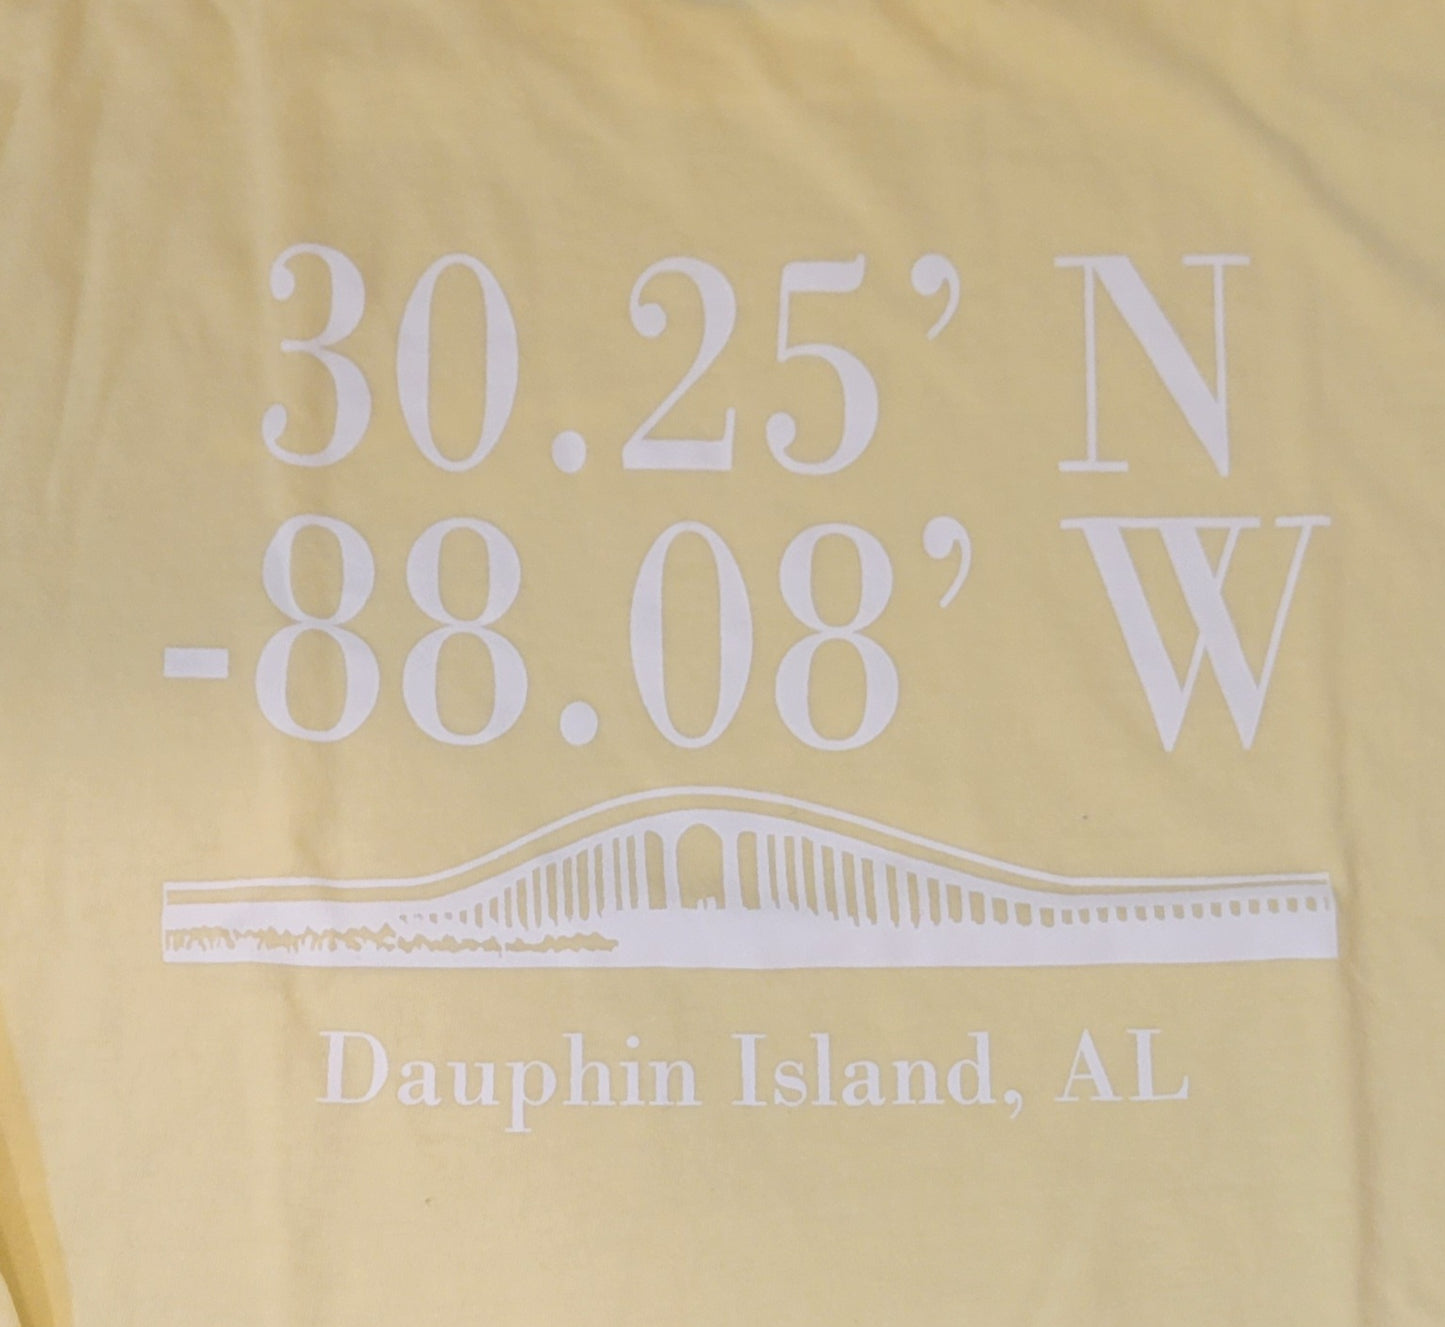 30.25’ N
-88.08’ W
Dauphin Island, AL